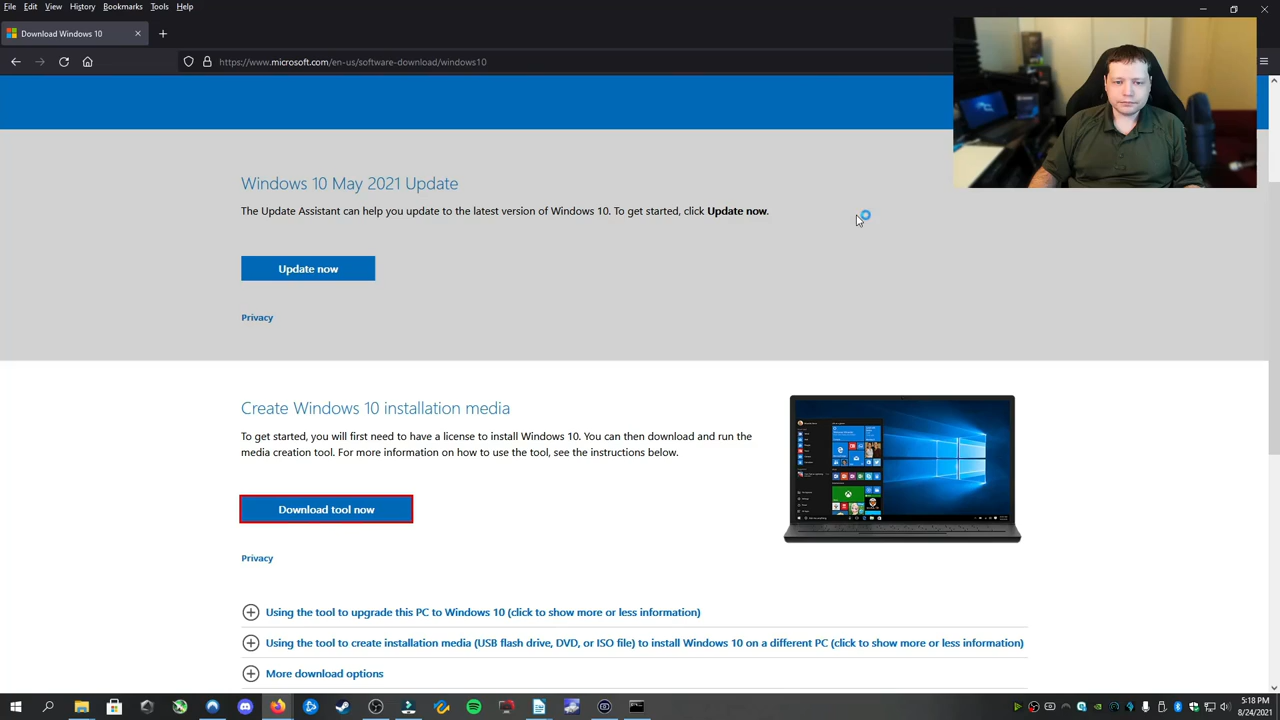 File Edit View History Bookmarks Tools Help
Download Windows 10
https://www.microsoft.com/en-us/software-download/windows10
Windows 10 May 2021 Update
The Update Assistant can help you update to the latest version of Windows 10. To get started, click Update now.
Update now
Privacy
Create Windows 10 installation media
To get started, you will first need to have a license to install Windows 10. You can then download and run the
media creation tool. For more information on how to use the tool, see the instructions below.
Download tool now
Privacy
Using the tool to upgrade this PC to Windows 10 (click to show more or less information)
Using the tool to create installation media (USB flash drive, DVD, or ISO file) to install Windows 10 on a different PC (click to show more or less information)
More download options
5:18 PM
8/24/2021